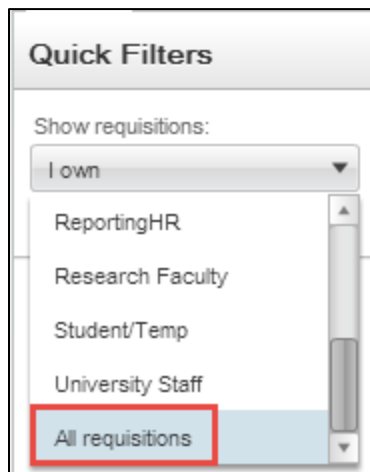 Quick Filters
Show requisitions:
I own
ReportingHR
Research Faculty
Student/Temp
University Staff
All requisitions